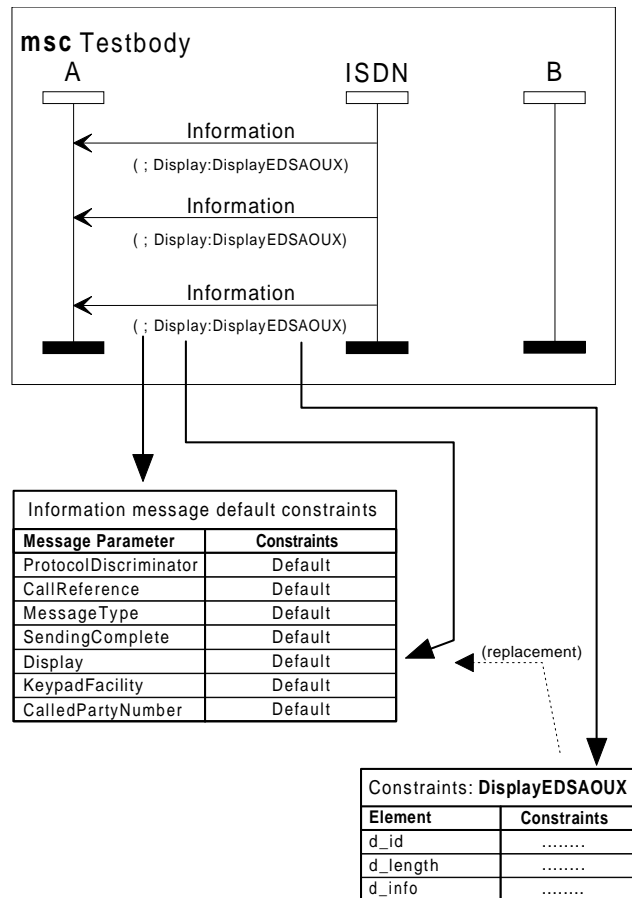 msc Testbody
A ISDN B
Information
( ; Display:DisplayEDSAOUX)
Information
( ; Display:DisplayEDSAOUX)
Information
( ; Display:DisplayEDSAOUX)
Information message default constraints
Message Parameter Constraints
ProtocolDiscriminator Default
CallReference Default
MessageType Default
SendingComplete Default
Display Default
KeypadFacility Default
CalledPartyNumber Default
(replacement)
Constraints: DisplayEDSAOUX
Element Constraints
d_id ........
d_length ........
d_info ........